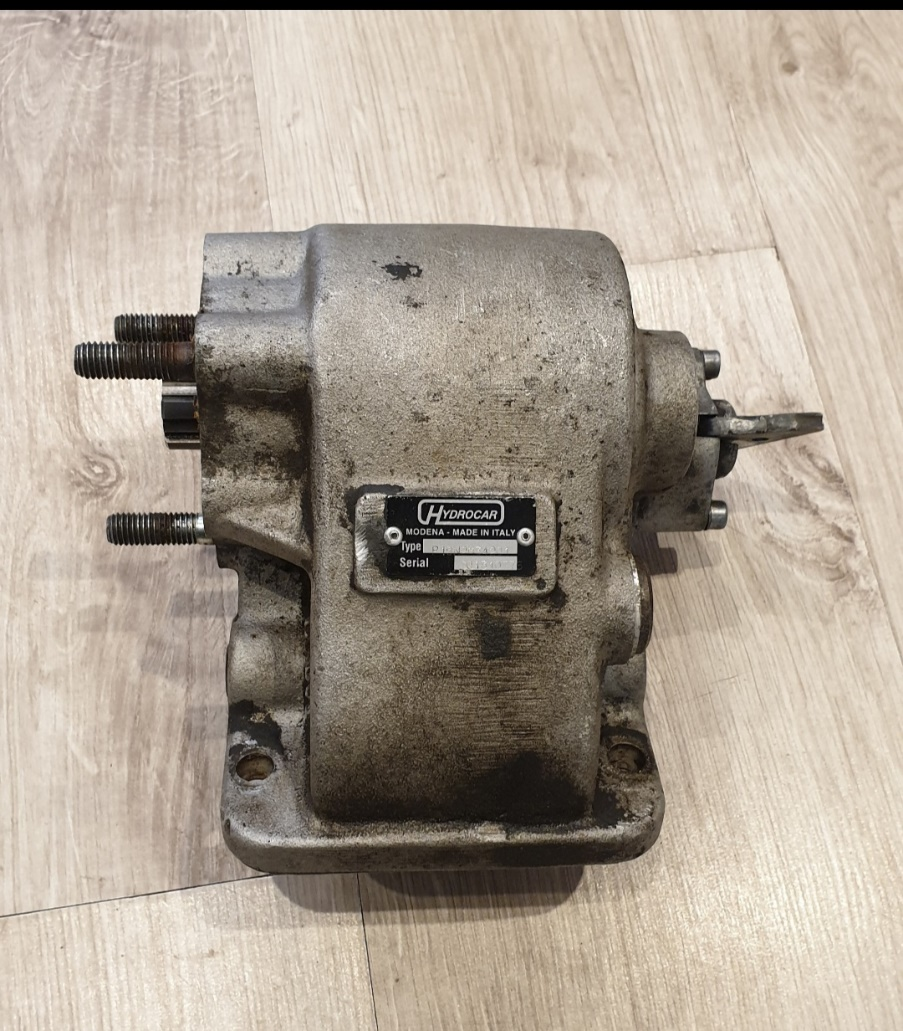 HYDROCAR
MODENA - MADE IN ITALY
Type
Serial